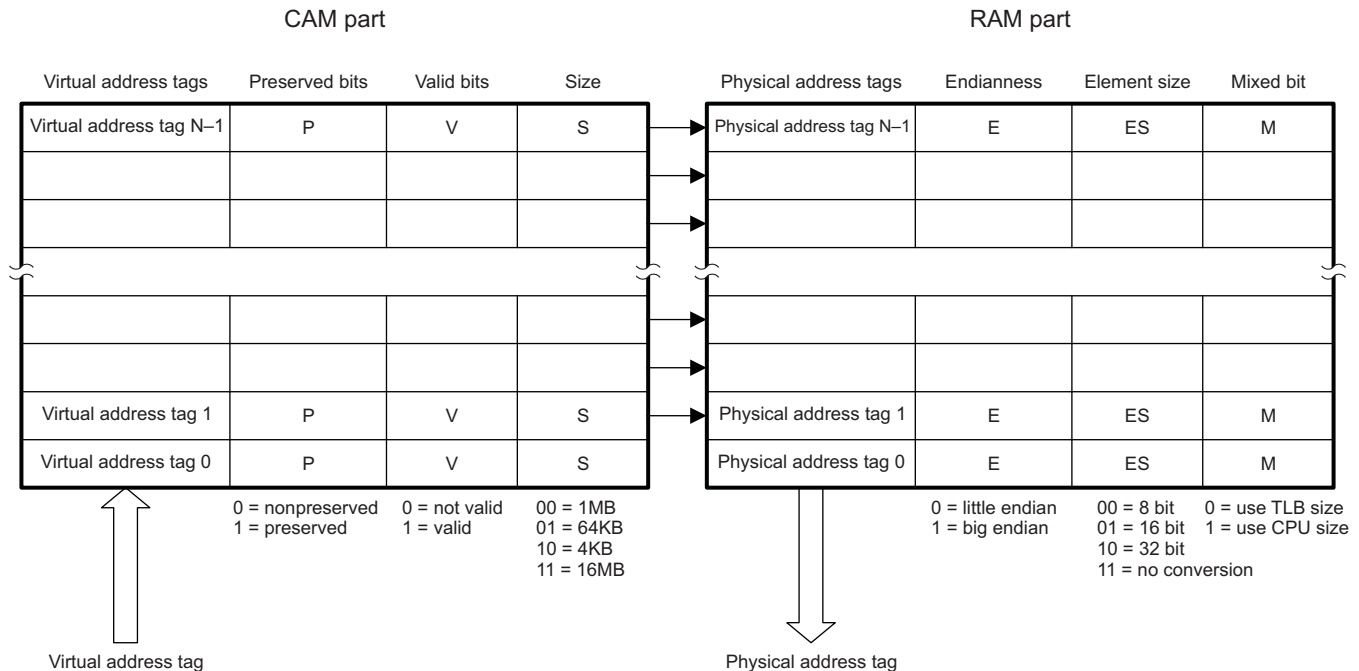 CAM part
RAM part
Virtual address tags Preserved bits Valid bits Size
Physical address tags Endianness Element size Mixed bit
Virtual address tag N–1 P V S
Physical address tag N–1 E ES M
Virtual address tag 1 P V S
Physical address tag 1 E ES M
Virtual address tag 0 P V S
Physical address tag 0 E ES M
0 = nonpreserved
1 = preserved
0 = not valid
1 = valid
00 = 1MB
01 = 64KB
10 = 4KB
11 = 16MB
0 = little endian
1 = big endian
00 = 8 bit
01 = 16 bit
10 = 32 bit
11 = no conversion
0 = use TLB size
1 = use CPU size
Virtual address tag
Physical address tag